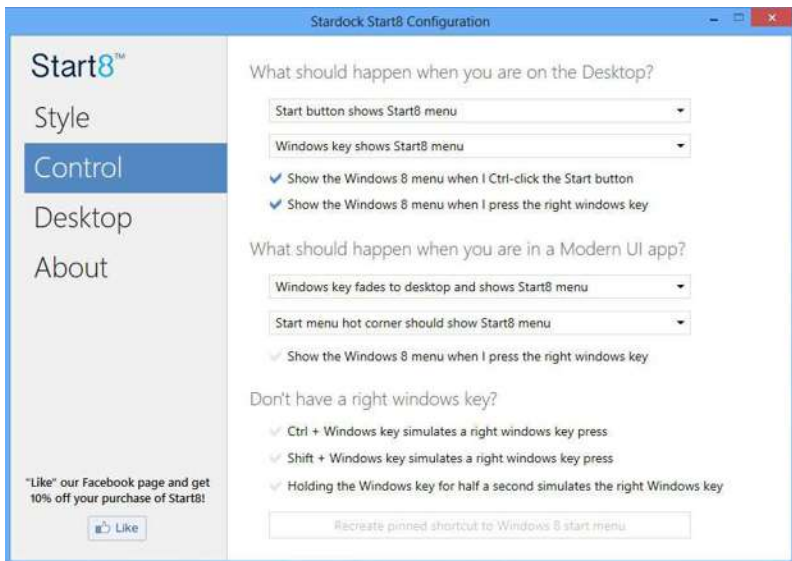 Stardock Start8 Configuration
Start8™
Style
Control
Desktop
About
"Like" our Facebook page and get
10% off your purchase of Start8!
Like
What should happen when you are on the Desktop?
Start button shows Start8 menu
Windows key shows Start8 menu
Show the Windows 8 menu when I Ctrl-click the Start button
Show the Windows 8 menu when I press the right windows key
What should happen when you are in a Modern UI app?
Windows key fades to desktop and shows Start8 menu
Start menu hot corner should show Start8 menu
Show the Windows 8 menu when I press the right windows key
Don't have a right windows key?
Ctrl + Windows key simulates a right windows key press
Shift + Windows key simulates a right windows key press
Holding the Windows key for half a second simulates the right Windows key
Recreate pinned shortcut to Windows 8 start menu